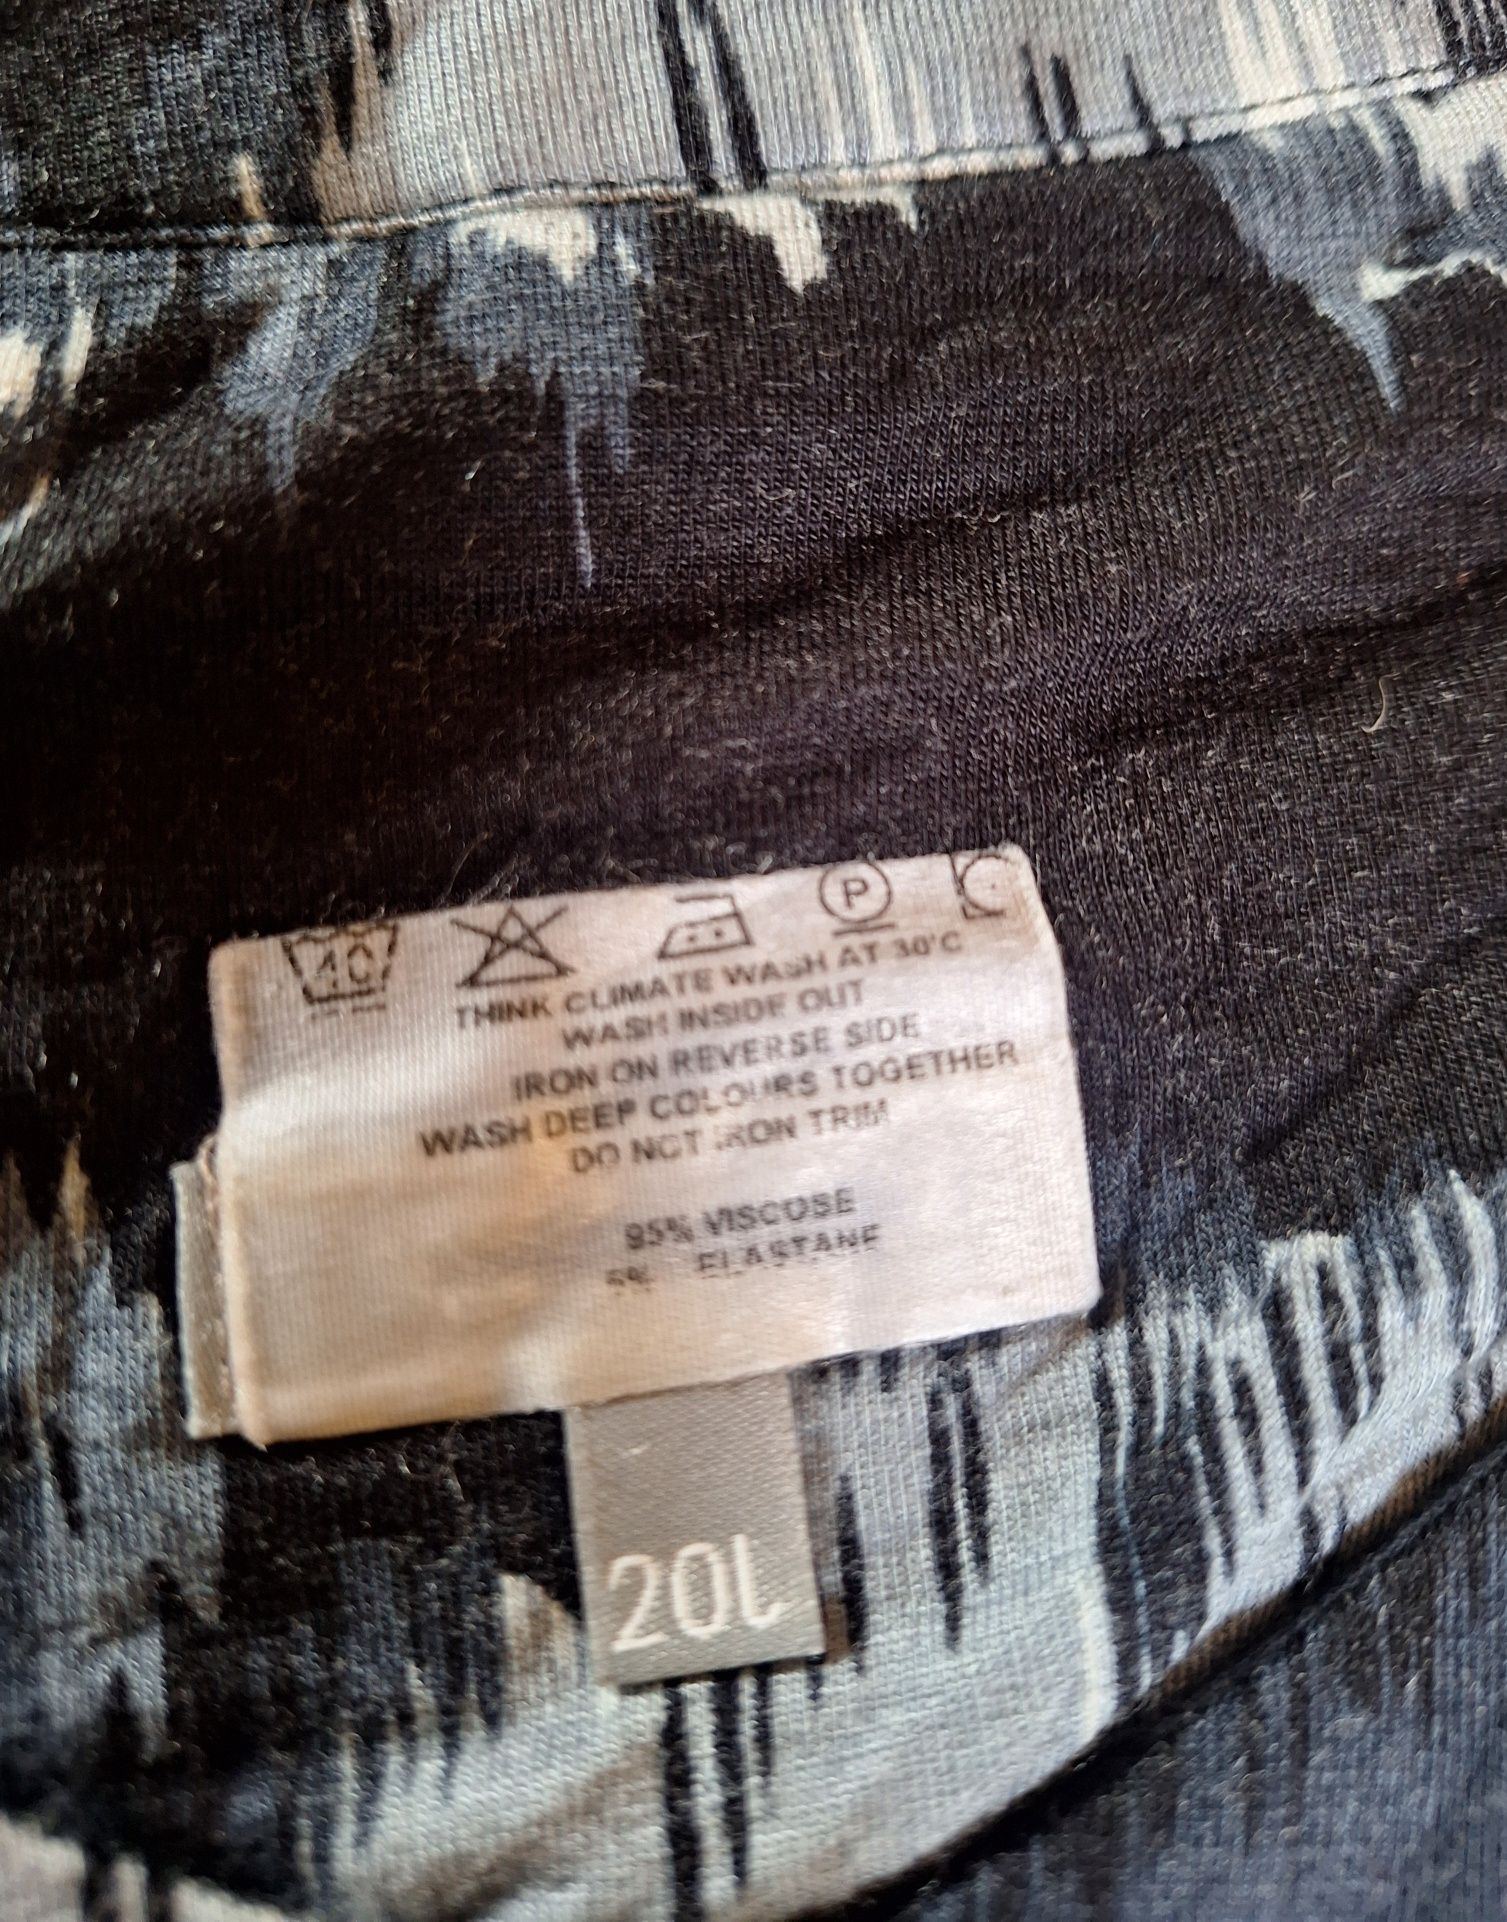 40 P
THINK CLIMATE WASH AT 30°C
WASH INSIDE OUT
IRON ON REVERSE SIDE
WASH DEEP COLOURS TOGETHER
DO NOT IRON TRIM
95% VISCOSE
5% ELASTANE
20L